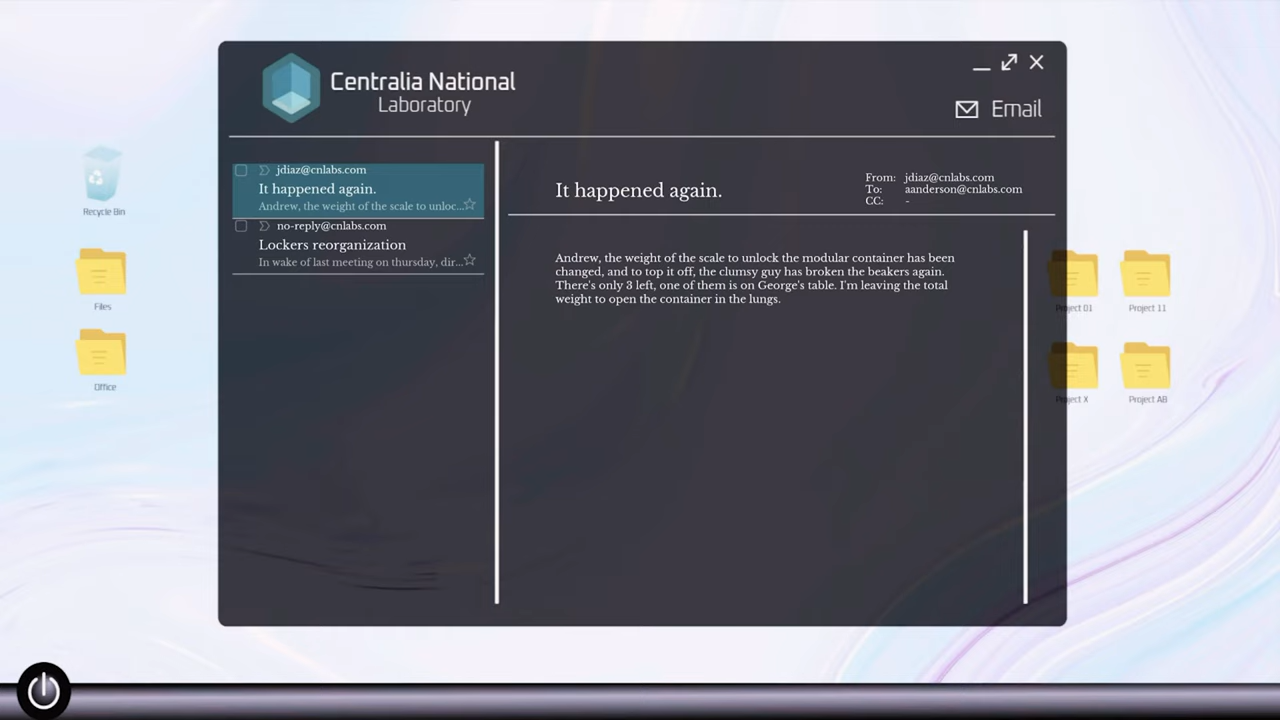 Centralia National
Laboratory
Email
jdiaz@cnlabs.com
It happened again.
Andrew, the weight of the scale to unloc...
no-reply@cnlabs.com
Lockers reorganization
In wake of last meeting on thursday, dir...
It happened again.
From: jdiaz@cnlabs.com
To: aanderson@cnlabs.com
CC: -
Andrew, the weight of the scale to unlock the modular container has been
changed, and to top it off, the clumsy guy has broken the beakers again.
There's only 3 left, one of them is on George's table. I'm leaving the total
weight to open the container in the lungs.
Recycle Bin
Files
Office
Project 01
Project 11
Project X
Project AB